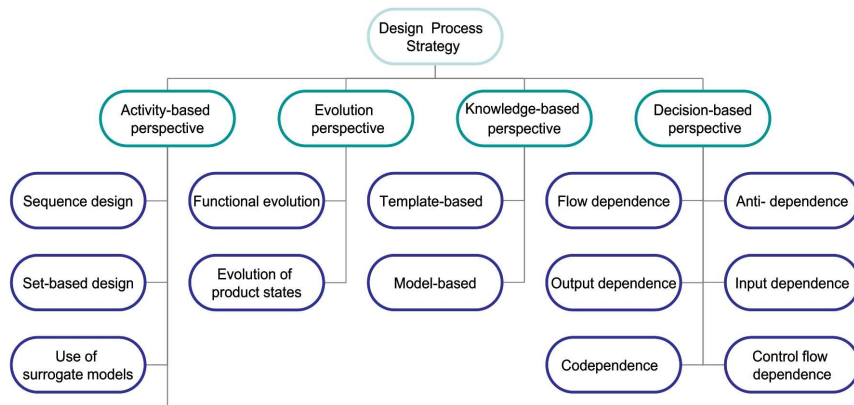 Design Process
Strategy
Activity-based
perspective
Evolution
perspective
Knowledge-based
perspective
Decision-based
perspective
Sequence design
Functional evolution
Template-based
Flow dependence
Anti- dependence
Set-based design
Evolution of
product states
Model-based
Output dependence
Input dependence
Use of
surrogate models
Codependence
Control flow
dependence